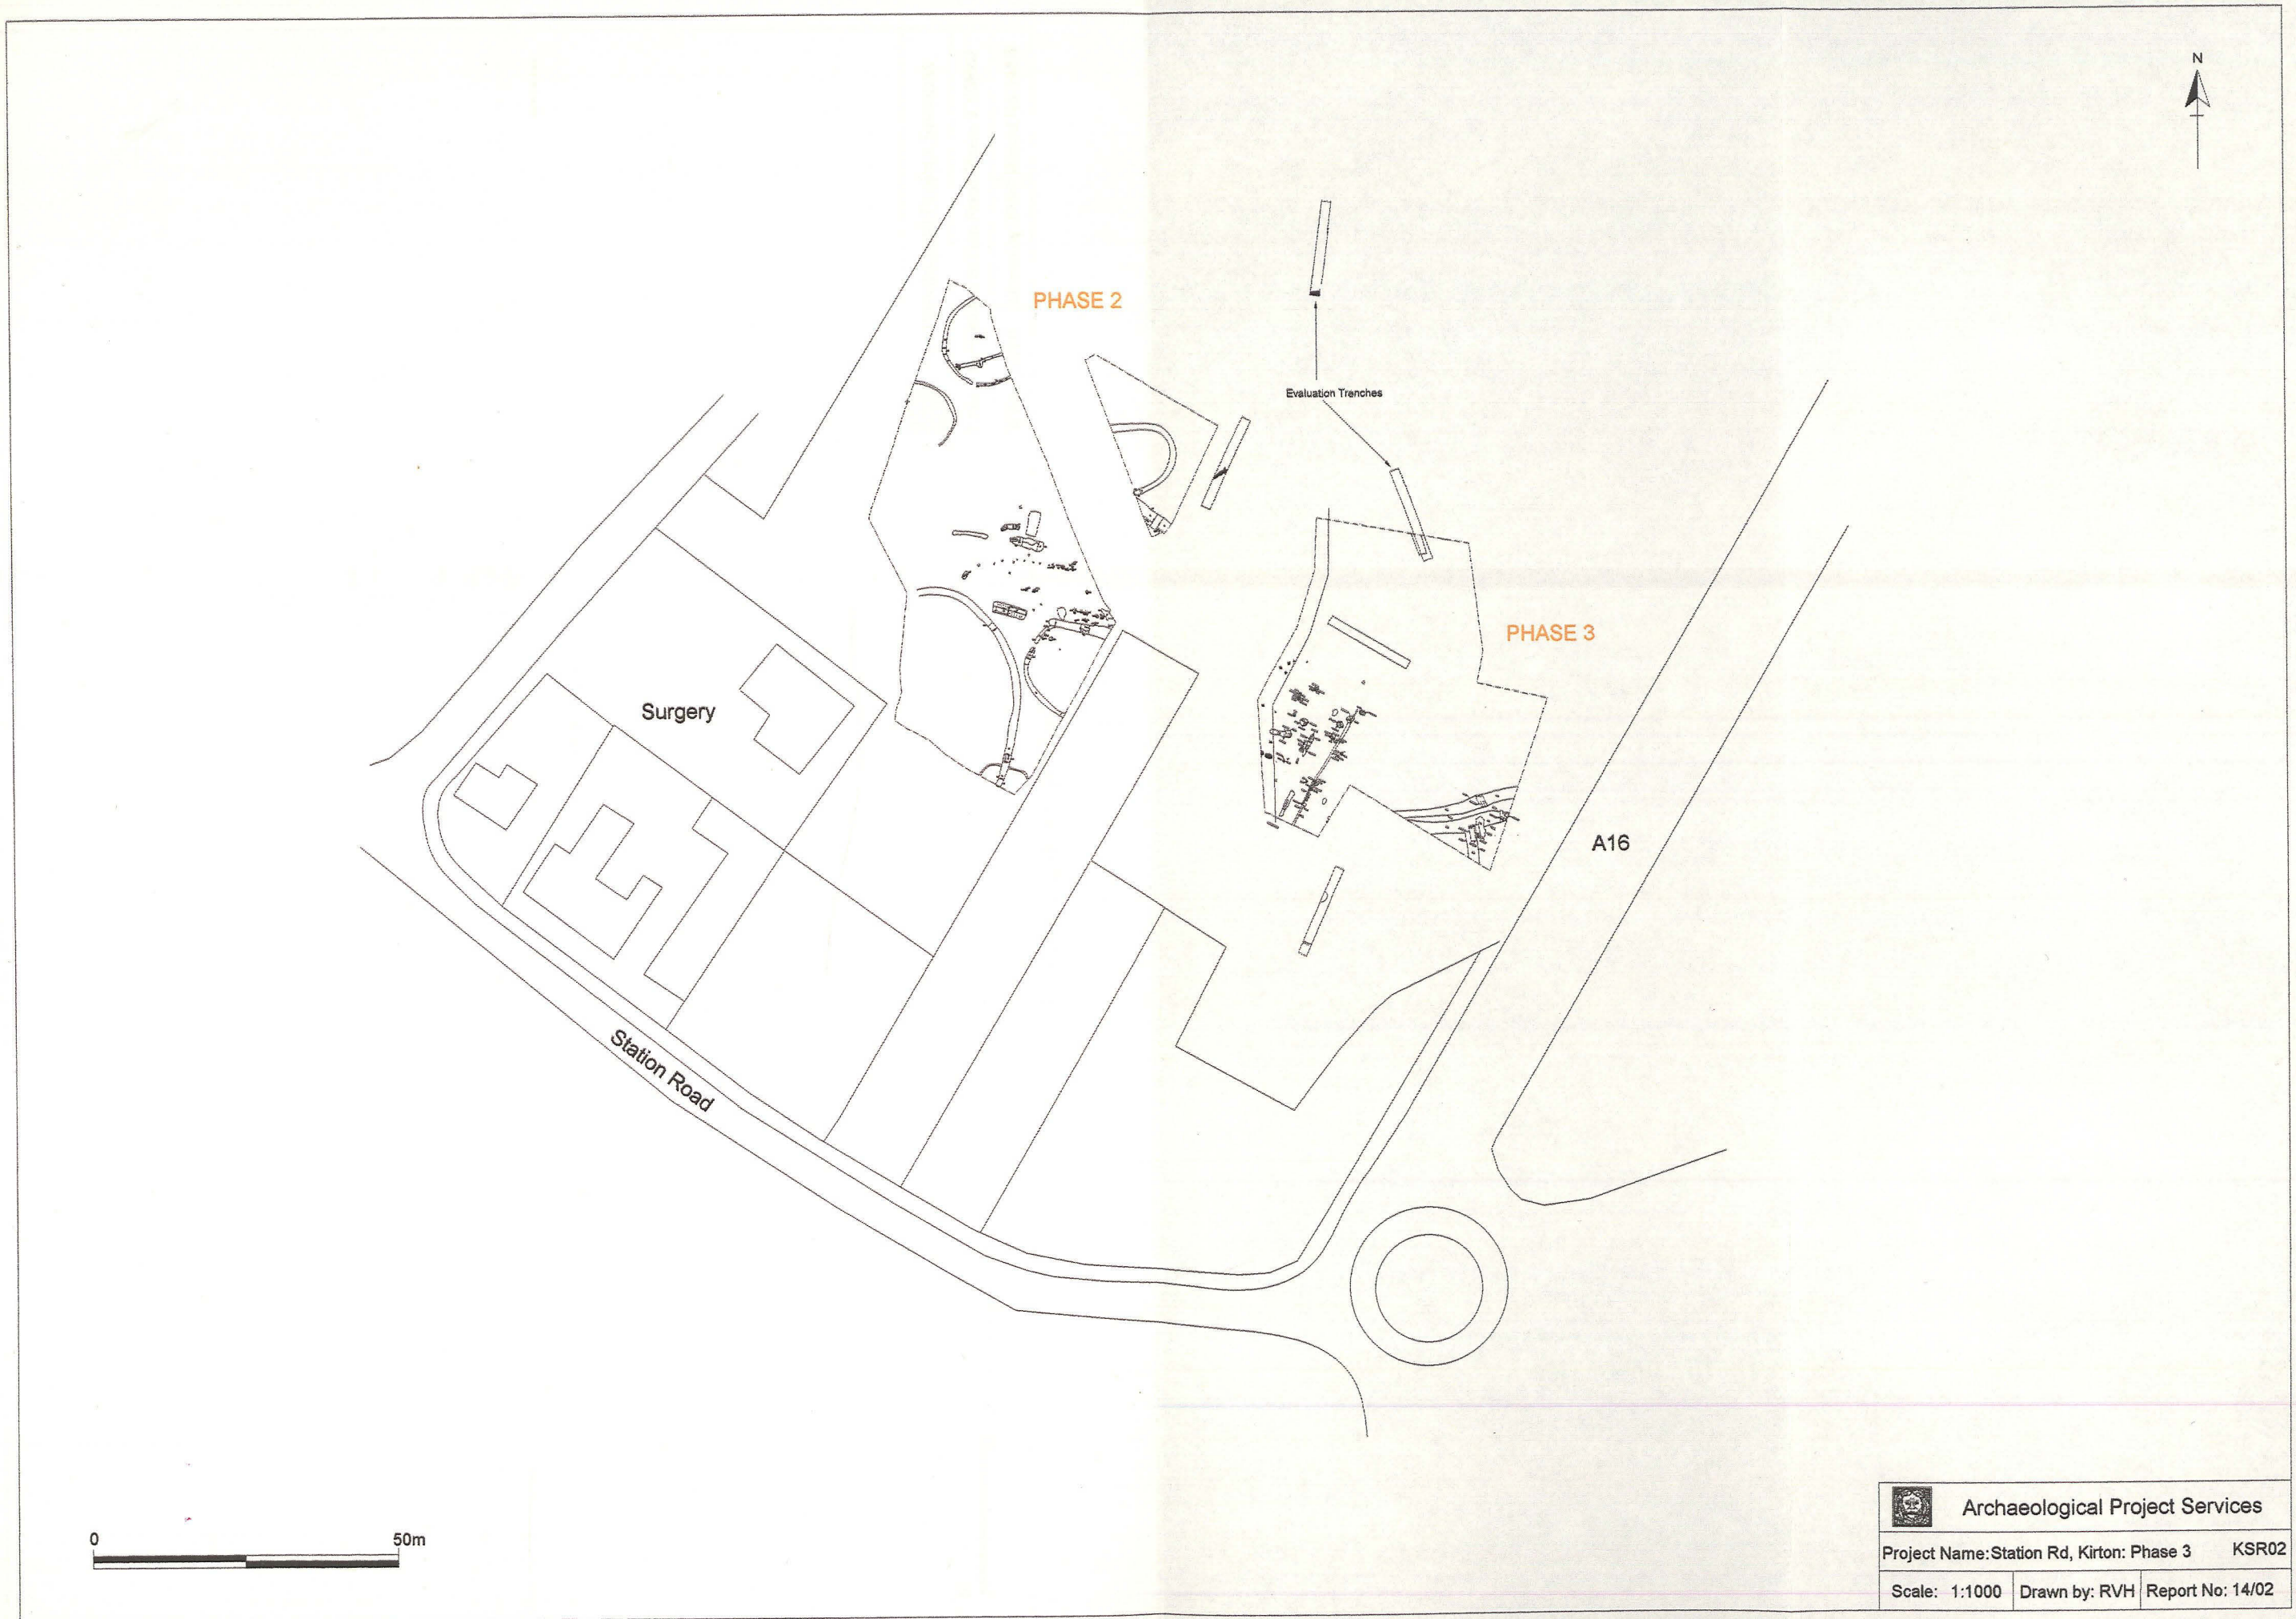 N
PHASE 2
Evaluation Trenches
PHASE 3
Surgery
A16
Station Road
0 50m
Archaeological Project Services
Project Name:Station Rd, Kirton: Phase 3 KSR02
Scale: 1:1000 Drawn by: RVH Report No: 14/02